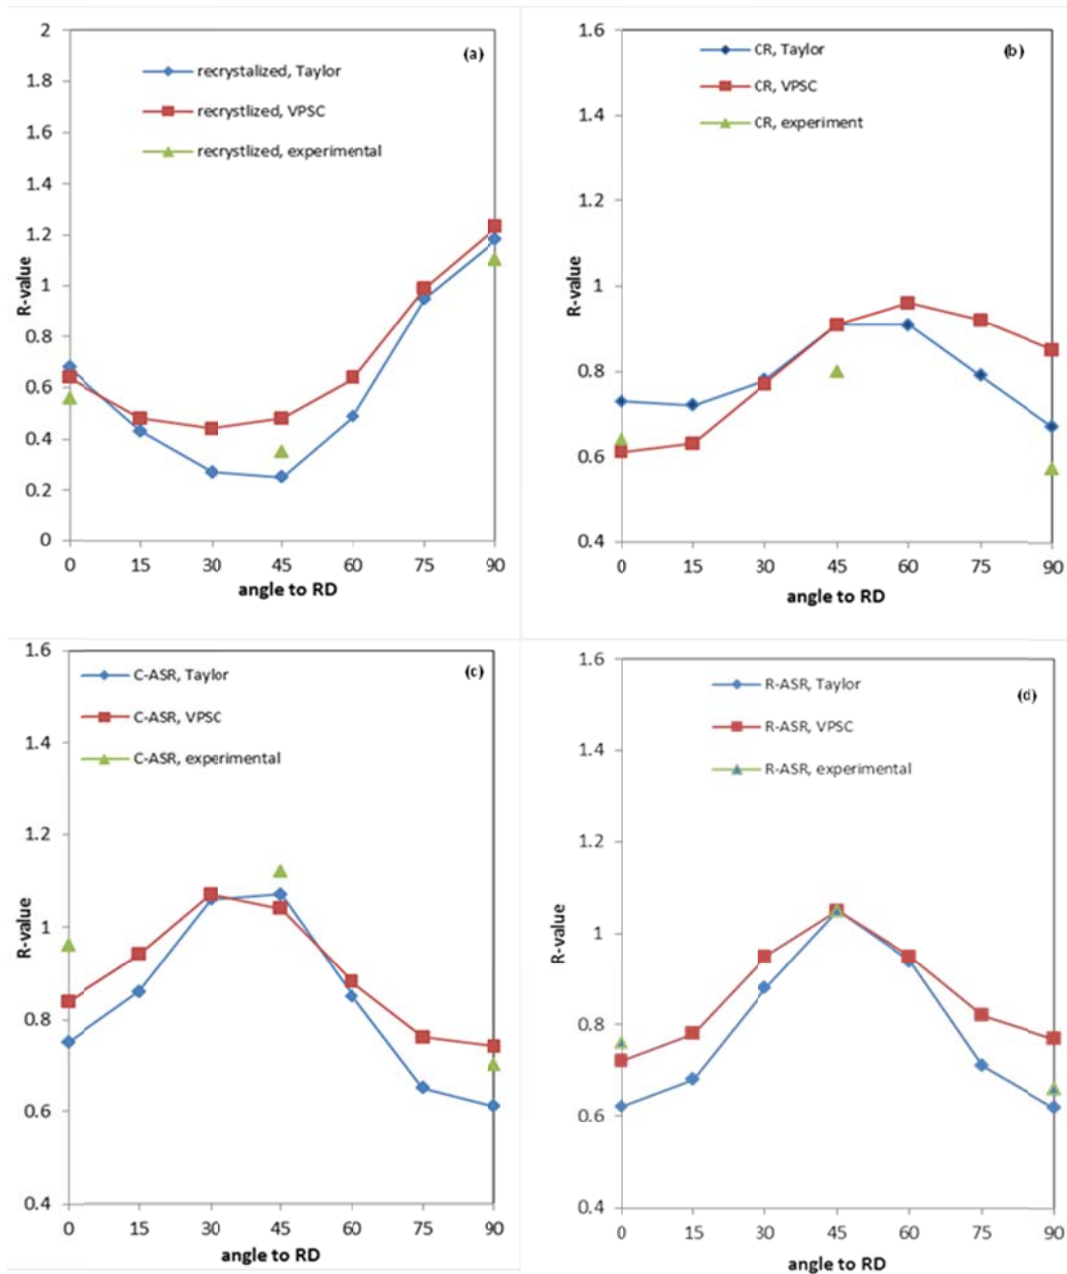 (a)
recrystalized, Taylor
recrystlized, VPSC
recrystlized, experimental
2
1.8
1.6
1.4
1.2
1
0.8
0.6
0.4
0.2
0
R-value
0 15 30 45 60 75 90
angle to RD
(b)
CR, Taylor
CR, VPSC
CR, experiment
1.6
1.4
1.2
1
0.8
0.6
0.4
R-value
0 15 30 45 60 75 90
angle to RD
(c)
C-ASR, Taylor
C-ASR, VPSC
C-ASR, experimental
1.6
1.4
1.2
1
0.8
0.6
0.4
R-value
0 15 30 45 60 75 90
angle to RD
(d)
R-ASR, Taylor
R-ASR, VPSC
R-ASR, experimental
1.6
1.4
1.2
1
0.8
0.6
0.4
R-value
0 15 30 45 60 75 90
angle to RD